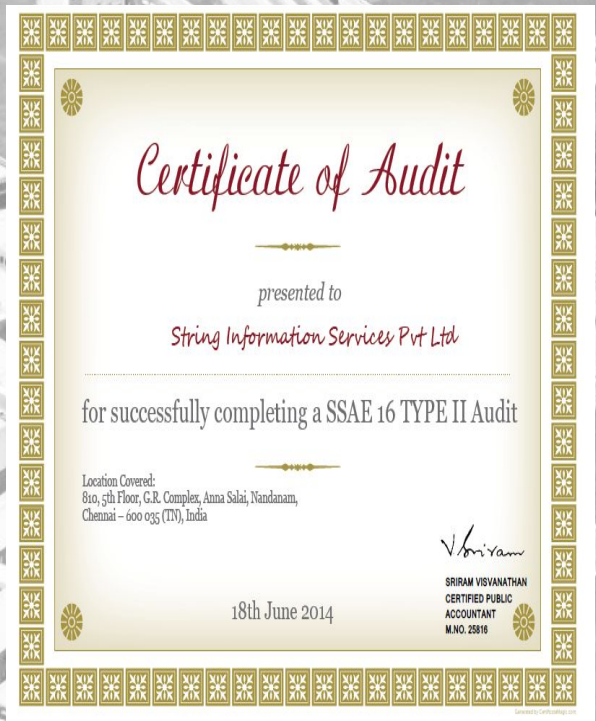 Certificate of Audit
presented to
String Information Services Pvt Ltd
for successfully completing a SSAE 16 TYPE II Audit
Location Covered:
810, 5th Floor, G.R. Complex, Anna Salai, Nandanam,
Chennai – 600 035 (TN), India
V Sriram
SRIRAM VISVANATHAN
CERTIFIED PUBLIC
ACCOUNTANT
M.NO. 25816
18th June 2014